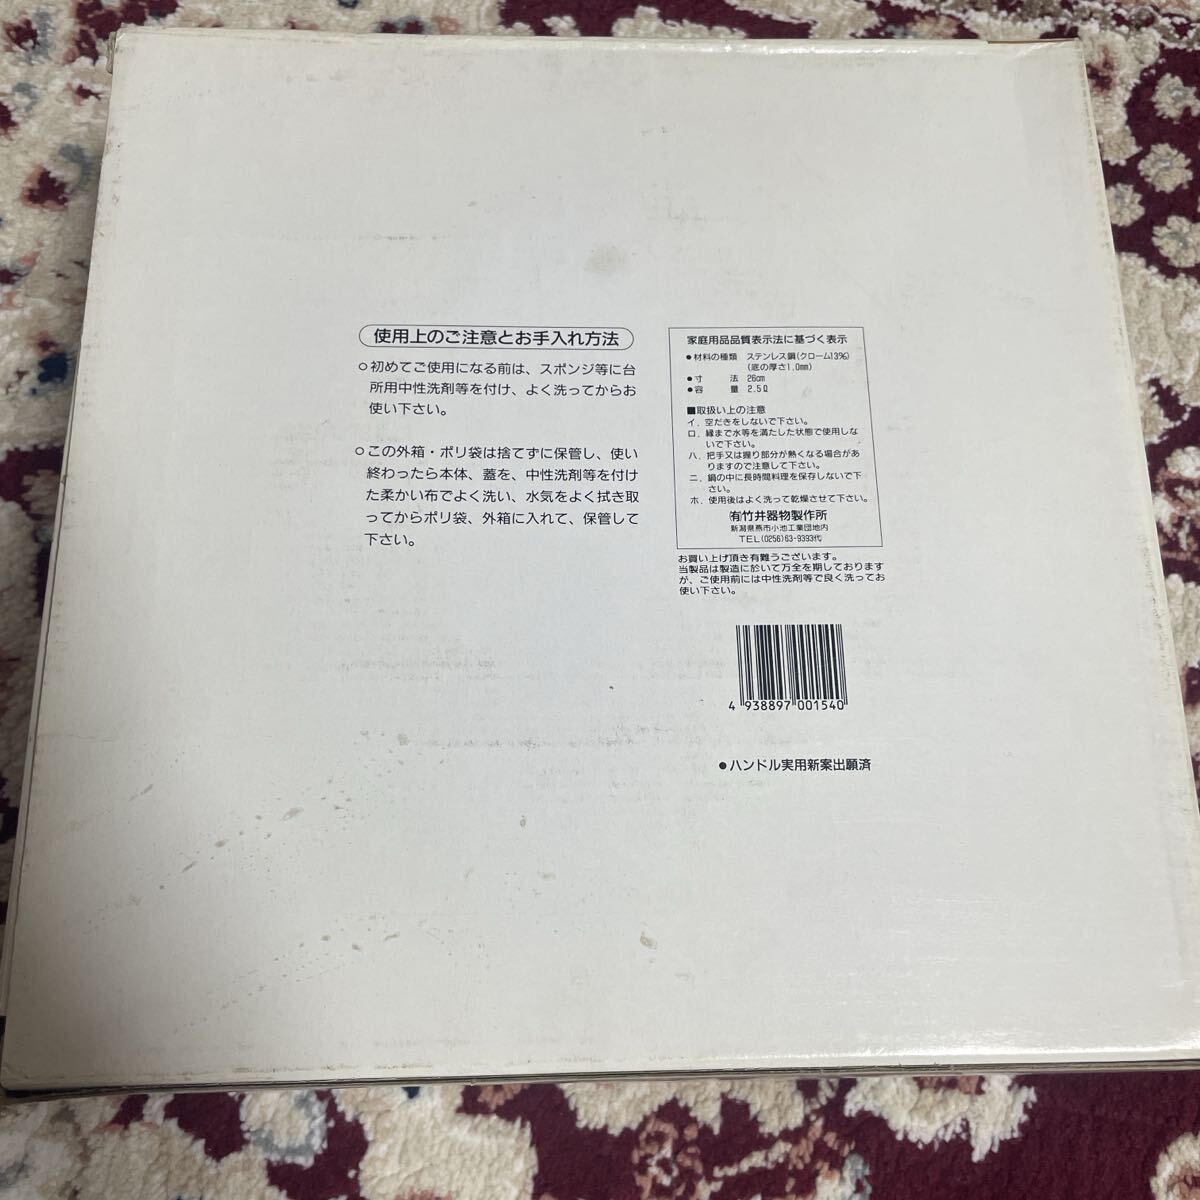 使用上のご注意とお手入れ方法
○初めてご使用になる前は、スポンジ等に台
所用中性洗剤等を付け、よく洗ってからお
使い下さい。
○この外箱・ポリ袋は捨てずに保管し、使い
終わったら本体、蓋を、中性洗剤等を付け
た柔かい布でよく洗い、水気をよく拭き取
ってからポリ袋、外箱に入れて、保管して
下さい。
家庭用品品質表示法に基づく表示
●材料の種類 ステンレス鋼(クローム13%)
(底の厚さ1.0mm)
●寸 法 26cm
●容 量 2.5ℓ
■取扱い上の注意
イ．空だきをしないで下さい。
ロ．縁まで水等を満たした状態で使用しな
いで下さい。
ハ．把手又は握り部分が熱くなる場合があ
りますので注意して下さい。
ニ．鍋の中に長時間料理を保存しないで下
さい。
ホ．使用後はよく洗って乾燥させて下さい。
㈲竹井器物製作所
新潟県燕市小池工業団地内
TEL(0256)63-9393代
お買い上げ頂き有難うございます。
当製品は製造に於いて万全を期しております
が、ご使用前には中性洗剤等で良く洗ってお
使い下さい。
4 938897 001540
●ハンドル実用新案出願済